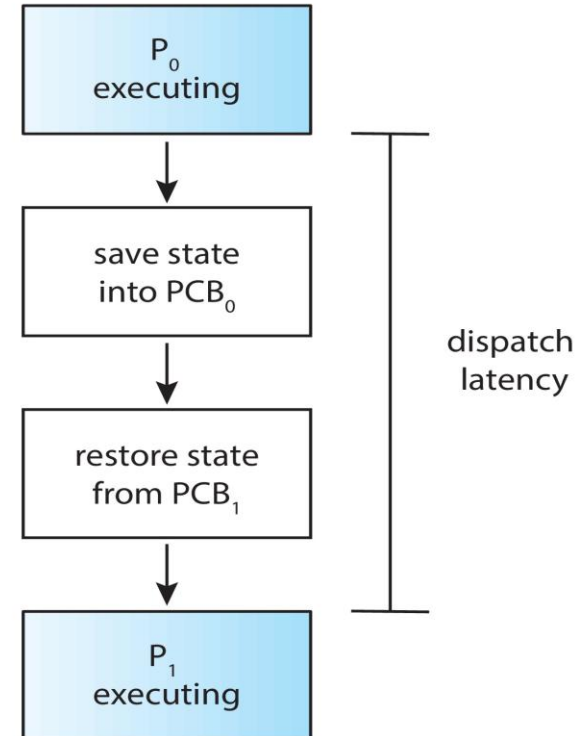 P₀
executing
save state
into PCB₀
dispatch
latency
restore state
from PCB₁
P₁
executing